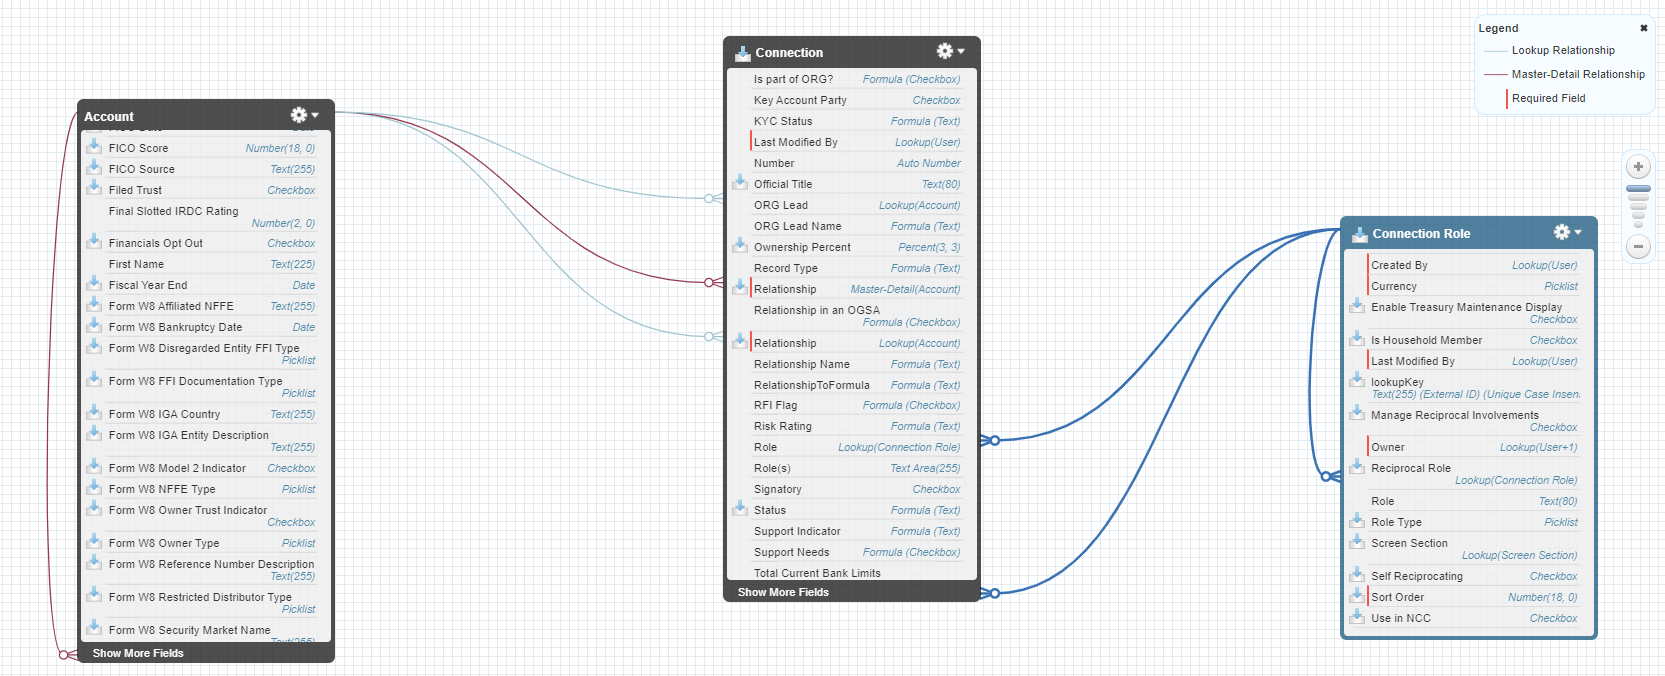 Legend
Lookup Relationship
Master-Detail Relationship
Required Field
Account
FICO Score Number(18, 0)
FICO Source Text(255)
Filed Trust Checkbox
Final Slotted IRDC Rating
Number(2, 0)
Financials Opt Out Checkbox
First Name Text(225)
Fiscal Year End Date
Form W8 Affiliated NFFE Text(255)
Form W8 Bankruptcy Date Date
Form W8 Disregarded Entity FFI Type
Picklist
Form W8 FFI Documentation Type
Picklist
Form W8 IGA Country Text(255)
Form W8 IGA Entity Description
Text(255)
Form W8 Model 2 Indicator Checkbox
Form W8 NFFE Type Picklist
Form W8 Owner Trust Indicator
Checkbox
Form W8 Owner Type Picklist
Form W8 Reference Number Description
Text(255)
Form W8 Restricted Distributor Type
Picklist
Form W8 Security Market Name
Text(255)
Show More Fields
Connection
Is part of ORG? Formula (Checkbox)
Key Account Party Checkbox
KYC Status Formula (Text)
Last Modified By Lookup(User)
Number Auto Number
Official Title Text(80)
ORG Lead Lookup(Account)
ORG Lead Name Formula (Text)
Ownership Percent Percent(3, 3)
Record Type Formula (Text)
Relationship Master-Detail(Account)
Relationship in an OGSA
Formula (Checkbox)
Relationship Lookup(Account)
Relationship Name Formula (Text)
RelationshipToFormula Formula (Text)
RFI Flag Formula (Checkbox)
Risk Rating Formula (Text)
Role Lookup(Connection Role)
Role(s) Text Area(255)
Signatory Checkbox
Status Formula (Text)
Support Indicator Formula (Text)
Support Needs Formula (Checkbox)
Total Current Bank Limits
Show More Fields
Connection Role
Created By Lookup(User)
Currency Picklist
Enable Treasury Maintenance Display
Checkbox
Is Household Member Checkbox
Last Modified By Lookup(User)
lookupKey
Text(255) (External ID) (Unique Case Insen
Manage Reciprocal Involvements
Checkbox
Owner Lookup(User+1)
Reciprocal Role
Lookup(Connection Role)
Role Text(80)
Role Type Picklist
Screen Section
Lookup(Screen Section)
Self Reciprocating Checkbox
Sort Order Number(18, 0)
Use in NCC Checkbox